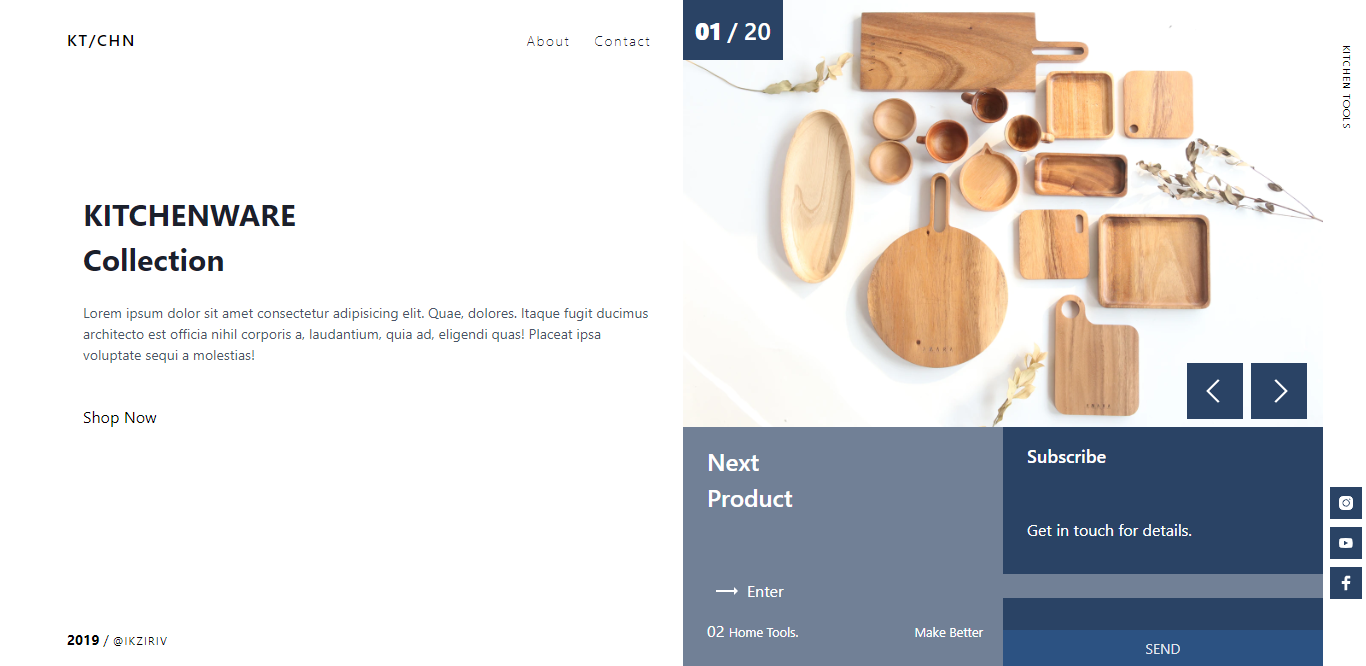 KT/CHN
About
Contact
KITCHENWARE
Collection
Lorem ipsum dolor sit amet consectetur adipisicing elit. Quae, dolores. Itaque fugit ducimus
architecto est officia nihil corporis a, laudantium, quia ad, eligendi quas! Placeat ipsa
voluptate sequi a molestias!
Shop Now
2019 / @IKZIRIV
01 / 20
KITCHEN TOOLS
Next
Product
Enter
02 Home Tools.
Make Better
Subscribe
Get in touch for details.
SEND